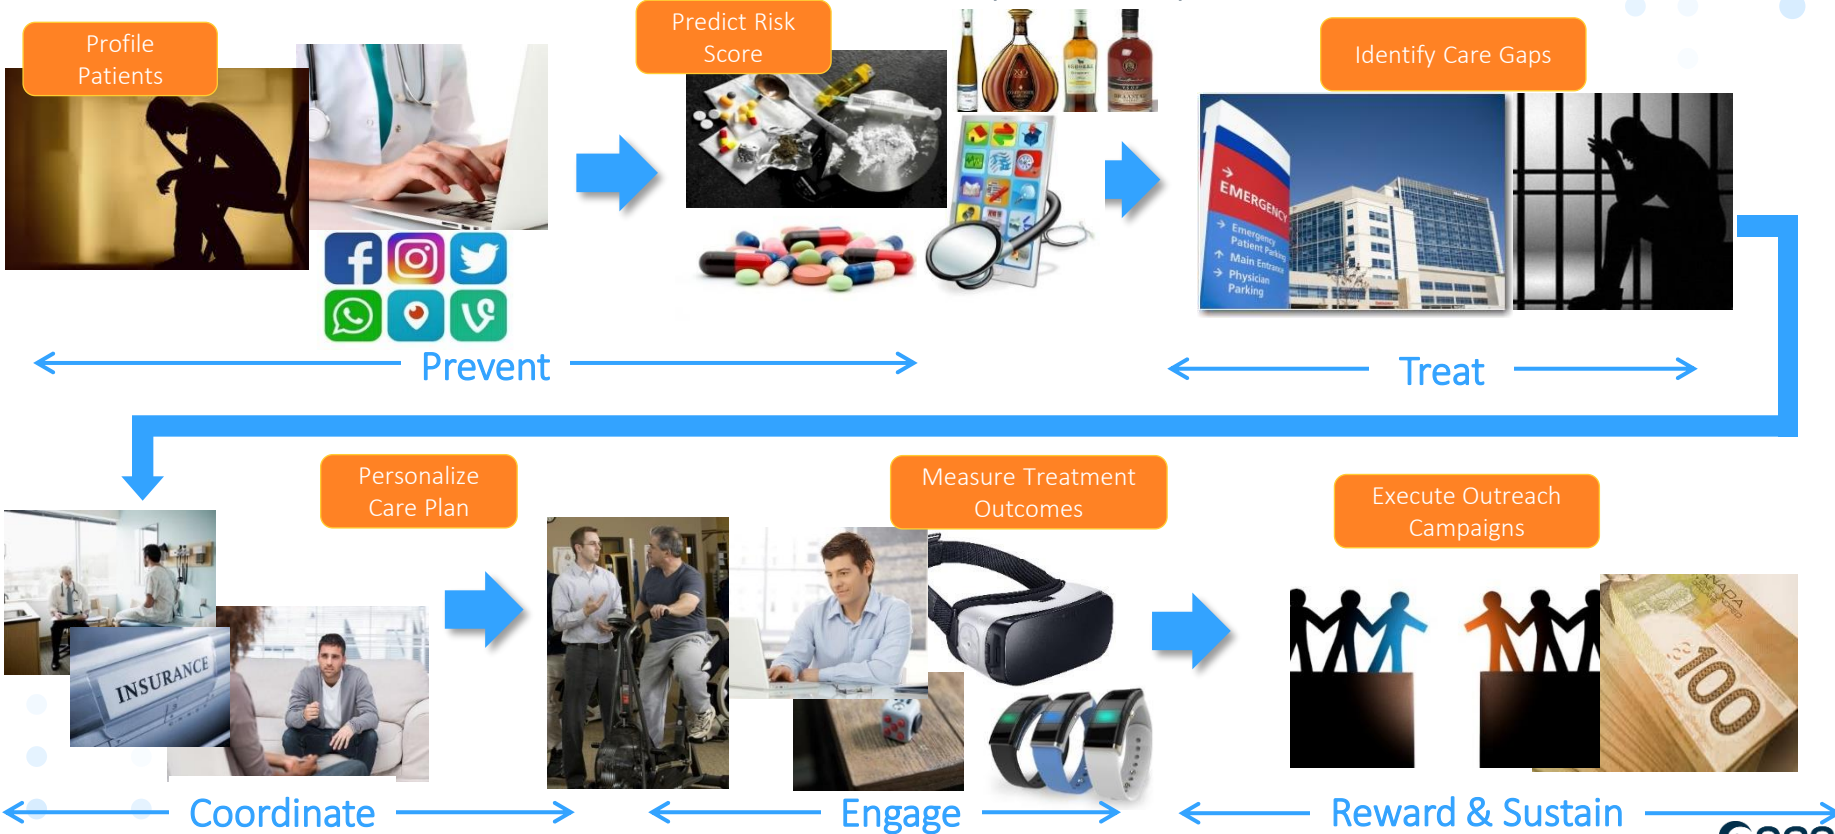 Profile
Patients
Predict Risk
Score
Identify Care Gaps
EMERGENCY
Emergency
Patient Parking
Main Entrance
Physician
Parking
Prevent
Treat
Personalize
Care Plan
Measure Treatment
Outcomes
Execute Outreach
Campaigns
INSURANCE
CANADA
100
Coordinate
Engage
Reward & Sustain